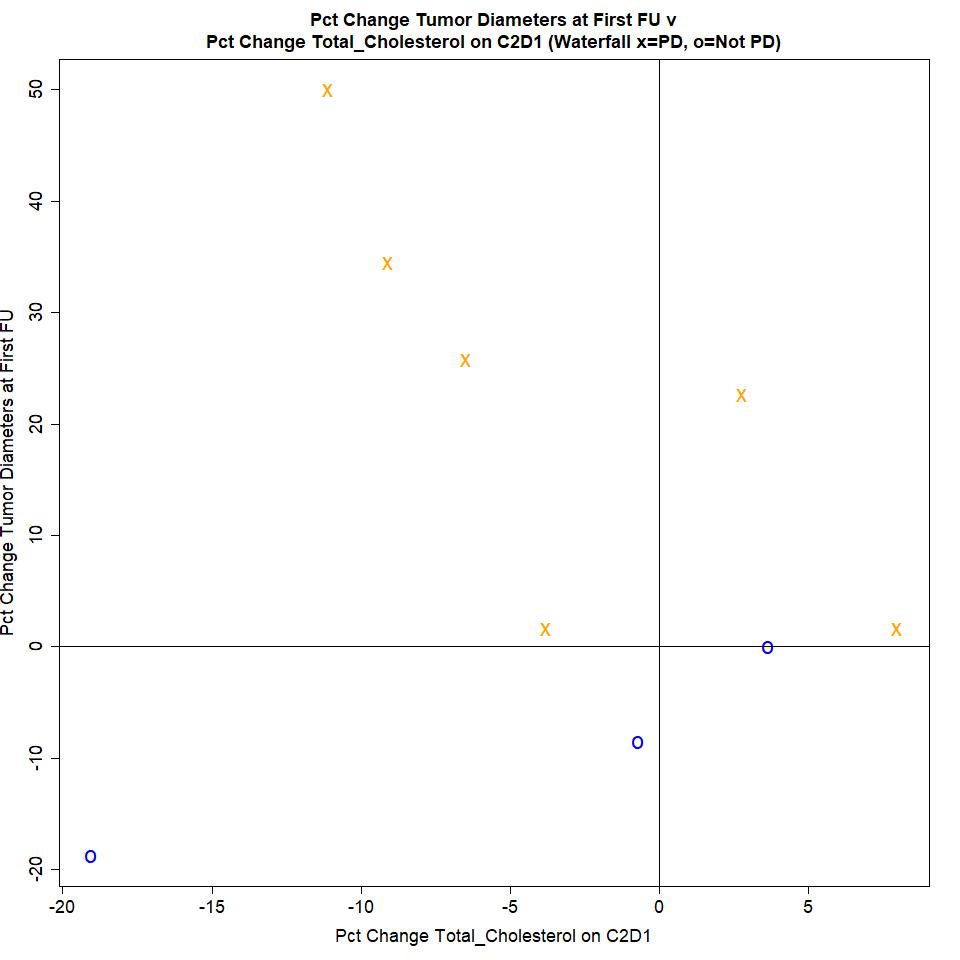 Pct Change Tumor Diameters at First FU v
Pct Change Total_Cholesterol on C2D1 (Waterfall x=PD, o=Not PD)
Pct Change Tumor Diameters at First FU
50
40
30
20
10
0
-10
-20
X
X
X
X
X
X
O
O
O
-20
-15
-10
-5
0
5
Pct Change Total_Cholesterol on C2D1